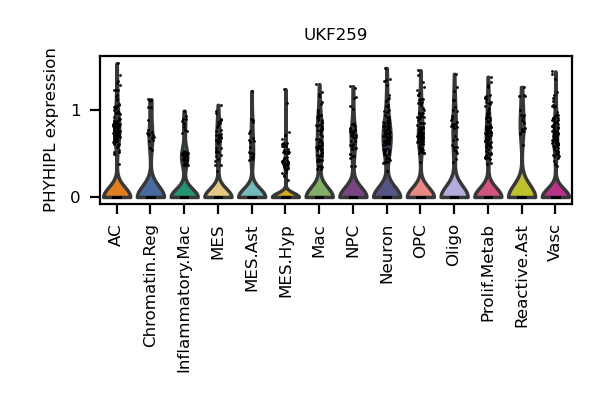 UKF259
PHYHIPL expression
1
0
AC
Chromatin.Reg
Inflammatory.Mac
MES
MES.Ast
MES.Hyp
Mac
NPC
Neuron
OPC
Oligo
Prolif.Metab
Reactive.Ast
Vasc